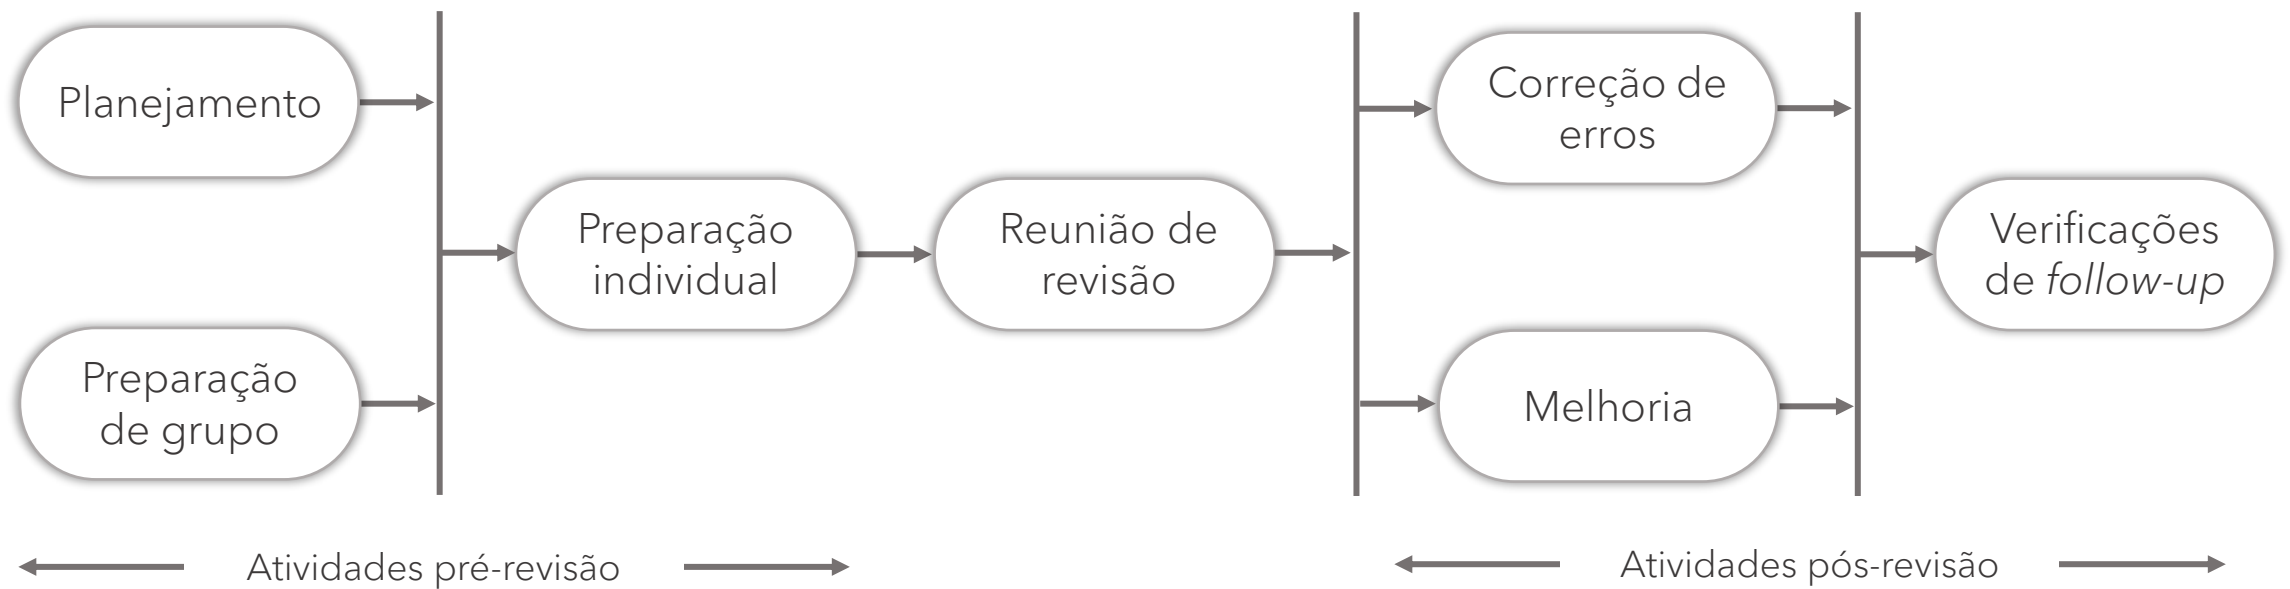 Planejamento
Preparação
de grupo
Preparação
individual
Reunião de
revisão
Correção de
erros
Melhoria
Verificações
de follow-up
Atividades pré-revisão
Atividades pós-revisão